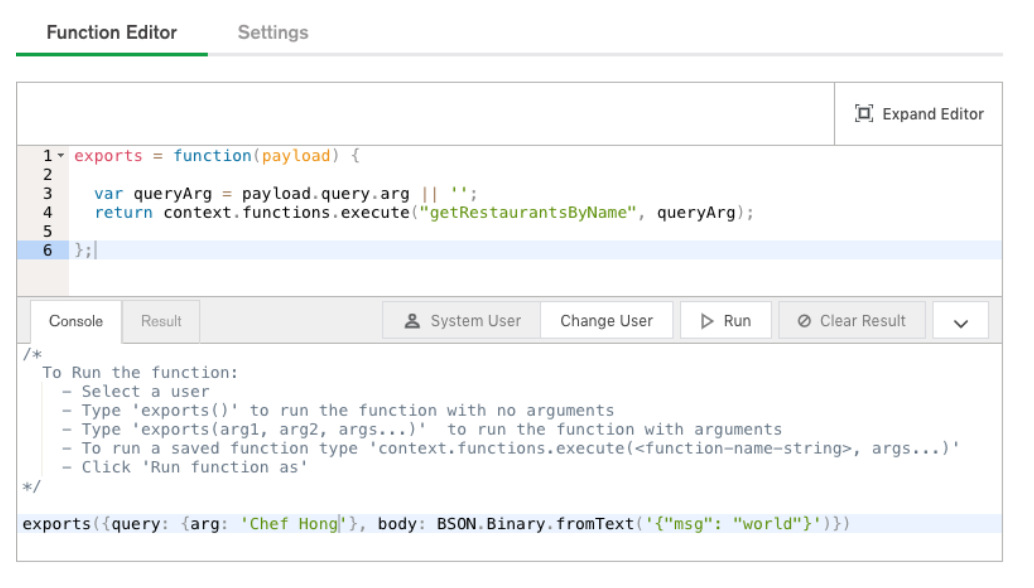 Function Editor Settings
Expand Editor
1 exports = function(payload) {
2
3 var queryArg = payload.query.arg || '';
4 return context.functions.execute("getRestaurantsByName", queryArg);
5
6 };
Console Result System User Change User Run Clear Result
/*
To Run the function:
- Select a user
- Type 'exports()' to run the function with no arguments
- Type 'exports(arg1, arg2, args...)' to run the function with arguments
- To run a saved function type 'context.functions.execute(<function-name-string>, args...)'
- Click 'Run function as'
*/
exports({query: {arg: 'Chef Hong'}, body: BSON.Binary.fromText('{"msg": "world"}')})